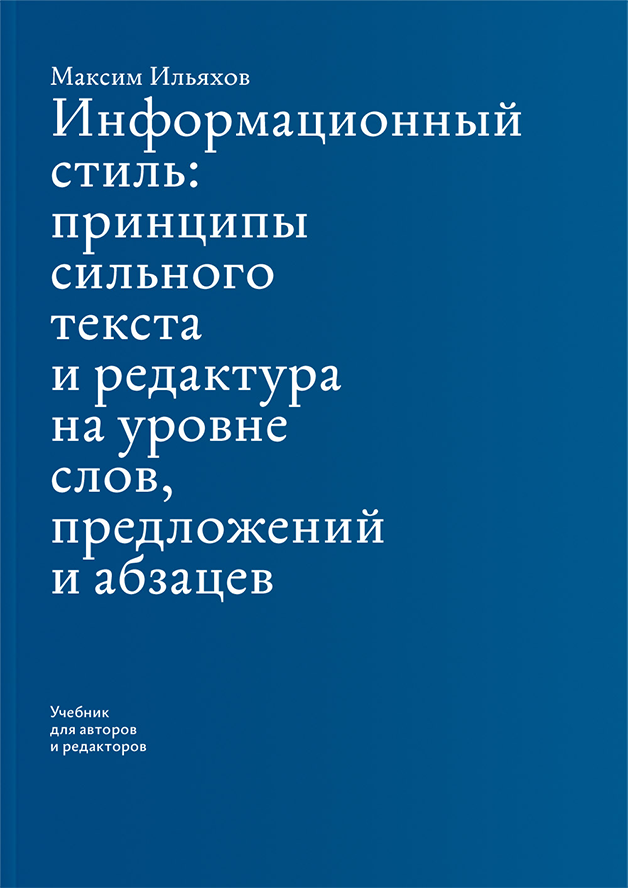 Максим Ильяхов
Информационный
стиль:
принципы
сильного
текста
и редактура
на уровне
слов,
предложений
и абзацев
Учебник
для авторов
и редакторов